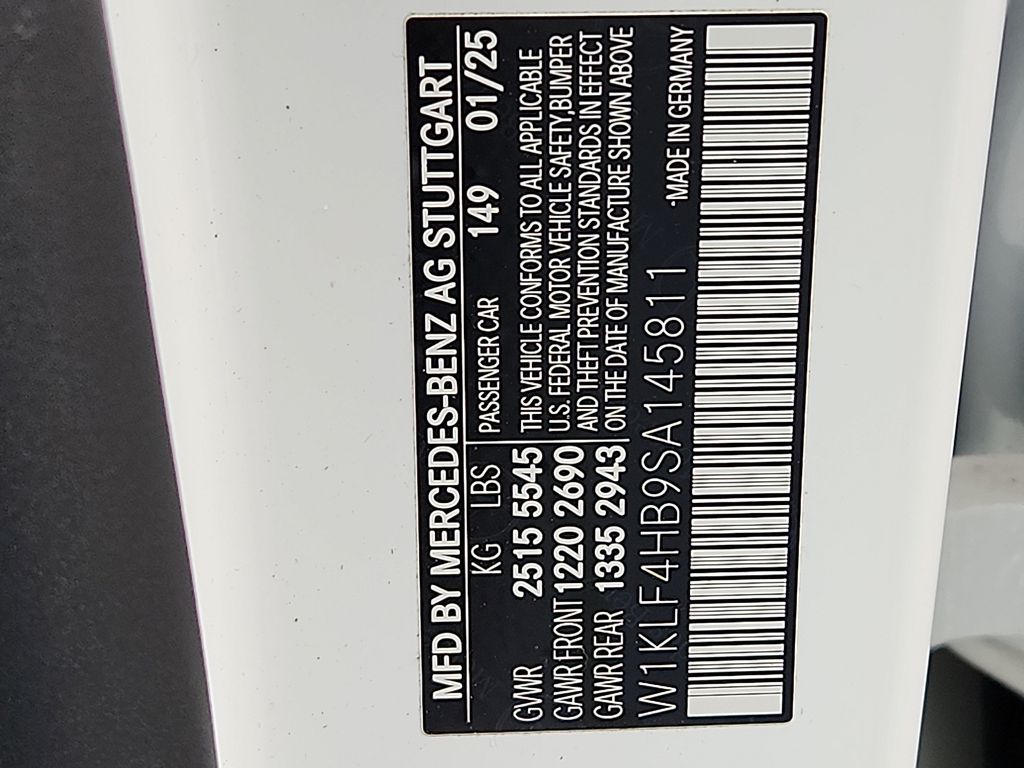 MFD BY MERCEDES-BENZ AG STUTTGART
KG LBS PASSENGER CAR 149 01/25
GVWR 2515 5545
GAWR FRONT 1220 2690
GAWR REAR 1335 2943
THIS VEHICLE CONFORMS TO ALL APPLICABLE
U.S. FEDERAL MOTOR VEHICLE SAFETY, BUMPER
AND THEFT PREVENTION STANDARDS IN EFFECT
ON THE DATE OF MANUFACTURE SHOWN ABOVE
W1KLF4HB9SA145811 *MADE IN GERMANY